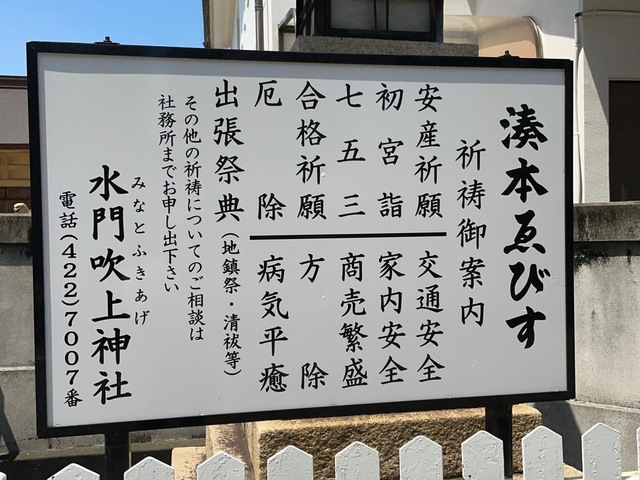 湊本ゑびす
祈祷御案内
安産祈願
初宮詣
七五三
合格祈願
厄除
交通安全
家内安全
商売繁盛
方除
病気平癒
出張祭典(地鎮祭・清祓等)
その他の祈祷についてのご相談は
社務所までお申し出下さい
みなとふきあげ
水門吹上神社
電話(422)7007番